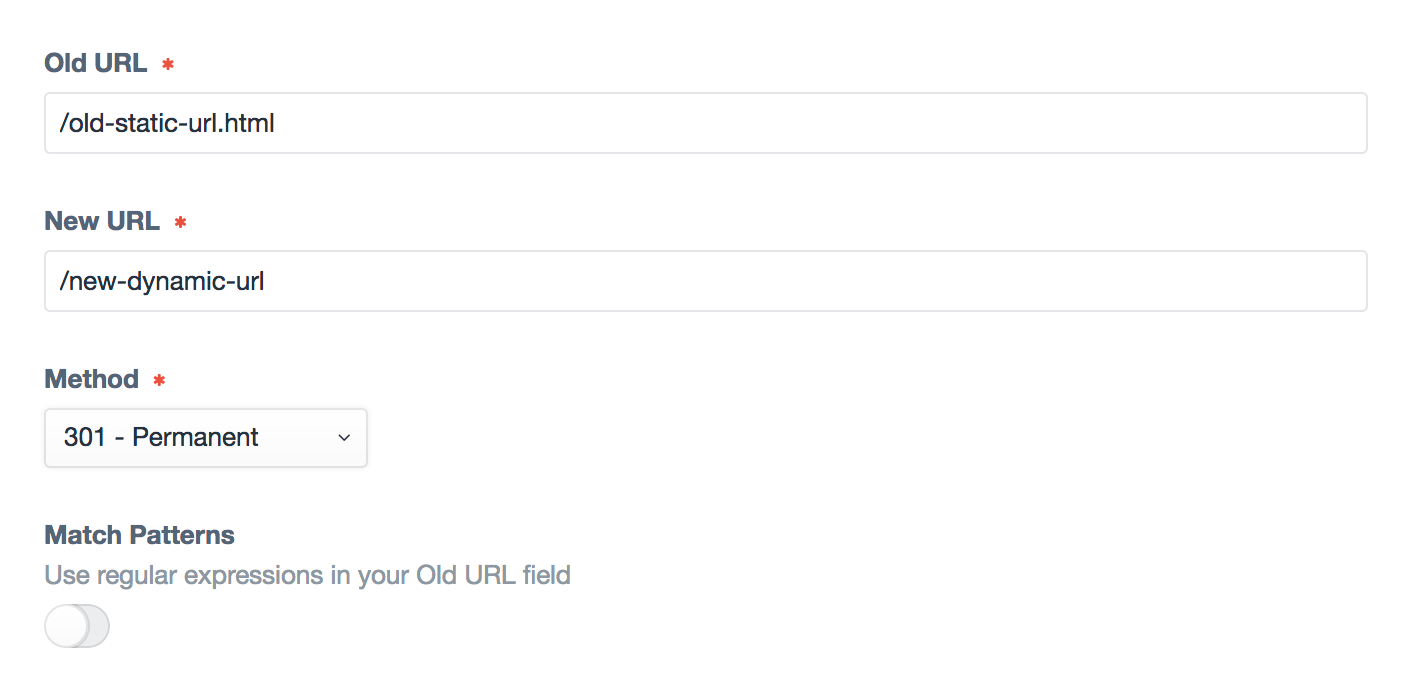 Old URL *
/old-static-url.html
New URL *
/new-dynamic-url
Method *
301 - Permanent
Match Patterns
Use regular expressions in your Old URL field